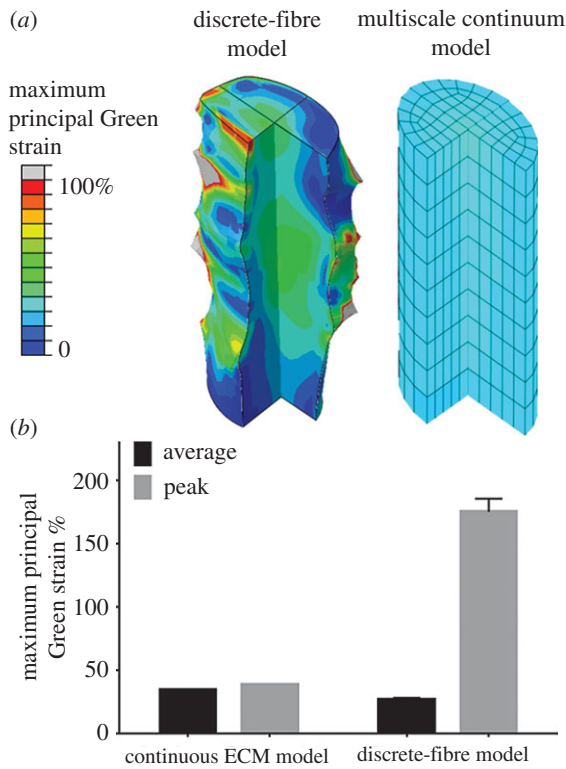 (a)
discrete-fibre
model
multiscale continuum
model
maximum
principal Green
strain
100%
0
(b)
average
peak
200
150
100
50
0
maximum principal
Green strain %
continuous ECM model
discrete-fibre model